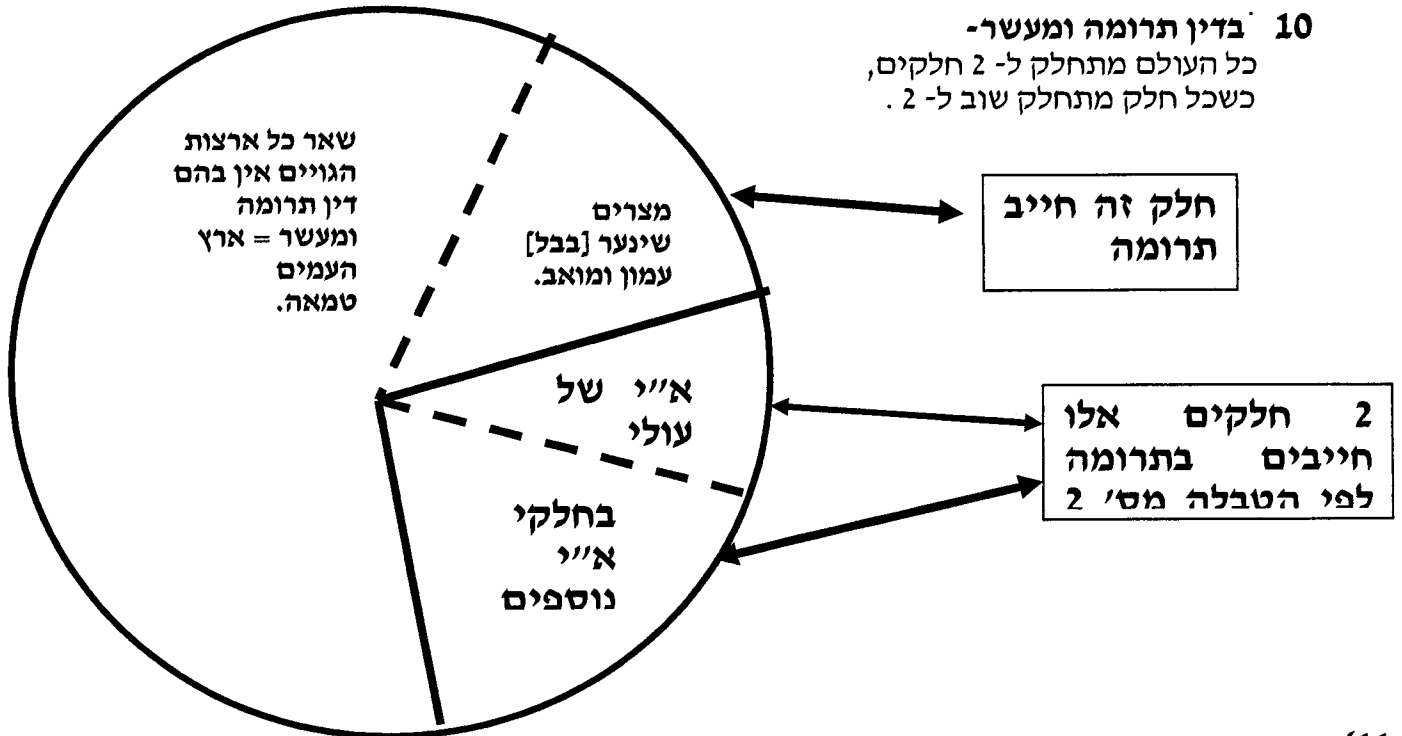 10 בדין תרומה ומעשר-
כל העולם מתחלק ל- 2 חלקים,
כשכל חלק מתחלק שוב ל- 2 .
שאר כל ארצות
הגויים אין בהם
דין תרומה
ומעשר = ארץ
העמים
טמאה.
מצרים
שינער [בבל]
עמון ומואב.
חלק זה חייב
תרומה
א״י של
עולי
בחלקי
א״י
נוספים
2 חלקים אלו
חייבים בתרומה
לפי הטבלה מס׳ 2